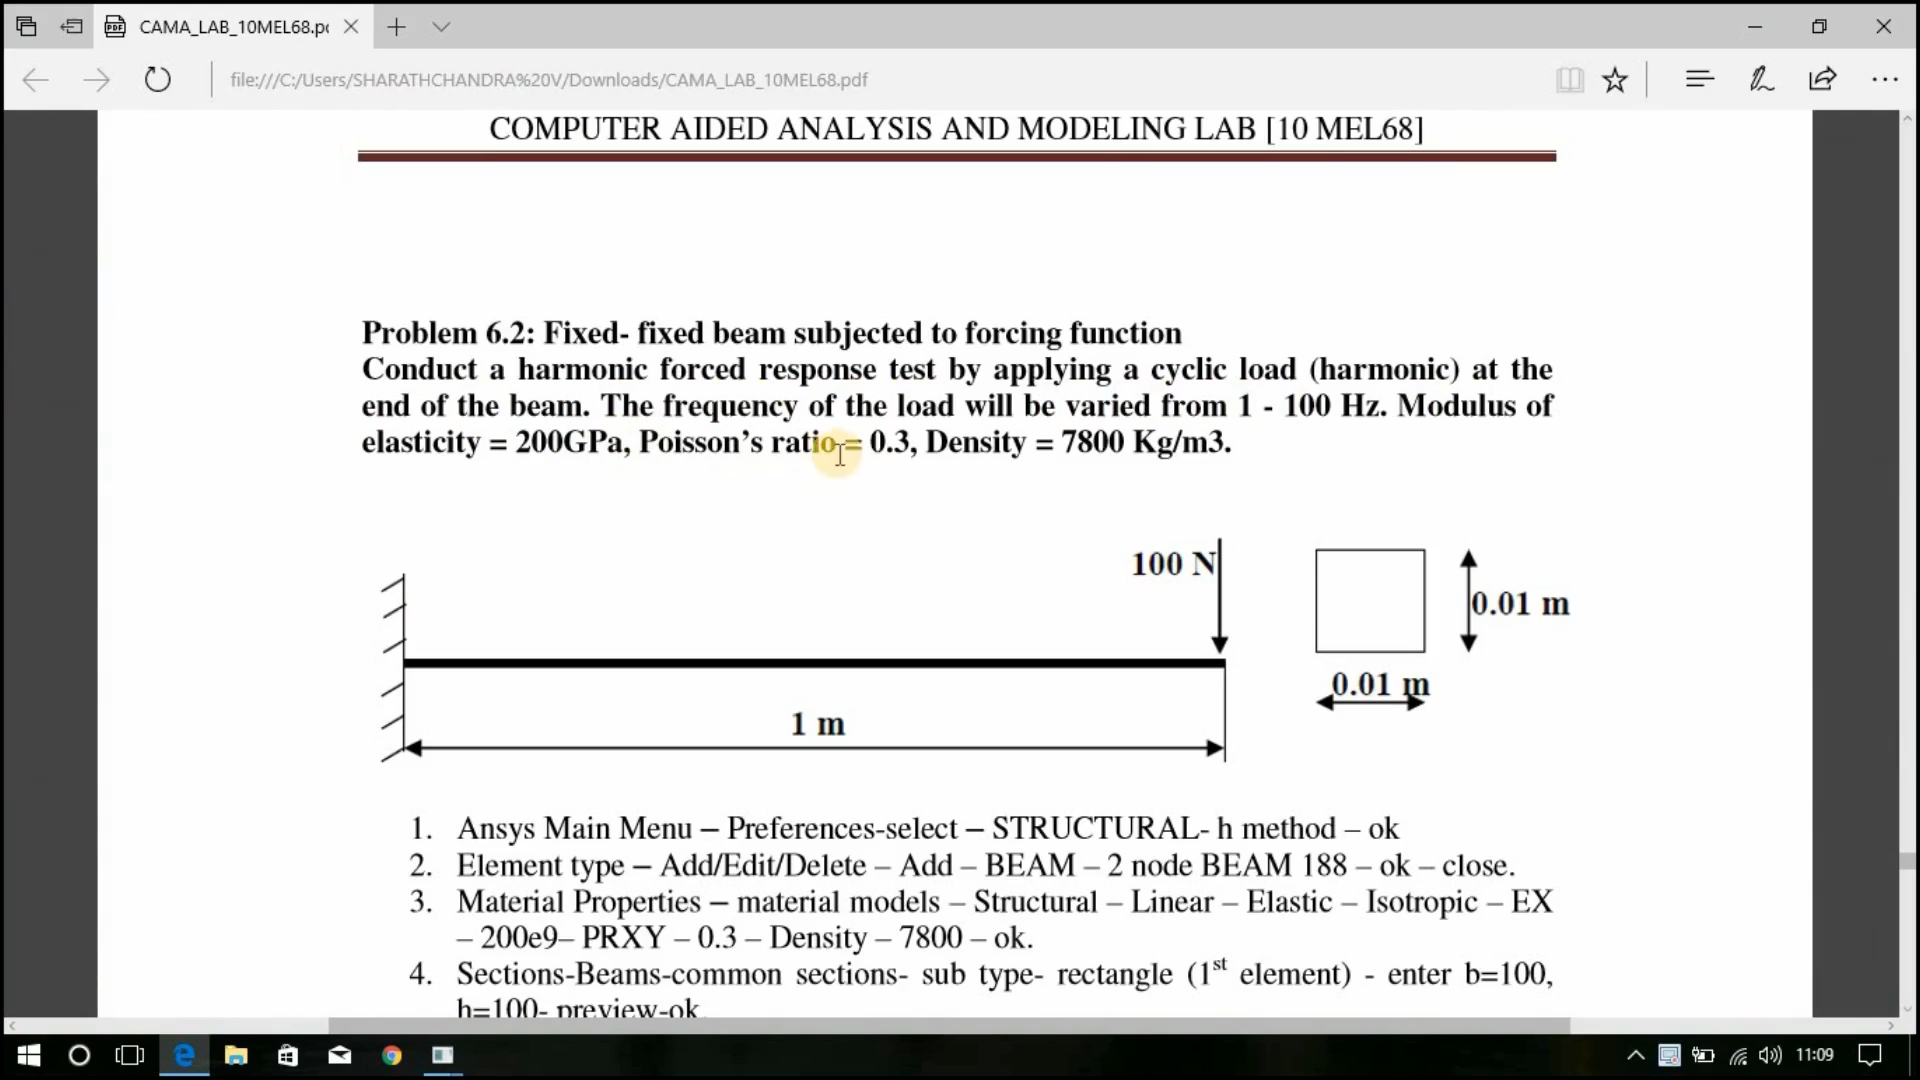 CAMA_LAB_10MEL68.pd
file:///C:/Users/SHARATHCHANDRA%20V/Downloads/CAMA_LAB_10MEL68.pdf
COMPUTER AIDED ANALYSIS AND MODELING LAB [10 MEL68]
Problem 6.2: Fixed- fixed beam subjected to forcing function
Conduct a harmonic forced response test by applying a cyclic load (harmonic) at the
end of the beam. The frequency of the load will be varied from 1 - 100 Hz. Modulus of
elasticity = 200GPa, Poisson’s ratio = 0.3, Density = 7800 Kg/m3.
100 N
0.01 m
0.01 m
1 m
1. Ansys Main Menu – Preferences-select – STRUCTURAL- h method – ok
2. Element type – Add/Edit/Delete – Add – BEAM – 2 node BEAM 188 – ok – close.
3. Material Properties – material models – Structural – Linear – Elastic – Isotropic – EX
– 200e9– PRXY – 0.3 – Density – 7800 – ok.
4. Sections-Beams-common sections- sub type- rectangle (1st element) - enter b=100,
h=100- preview-ok.
11:09